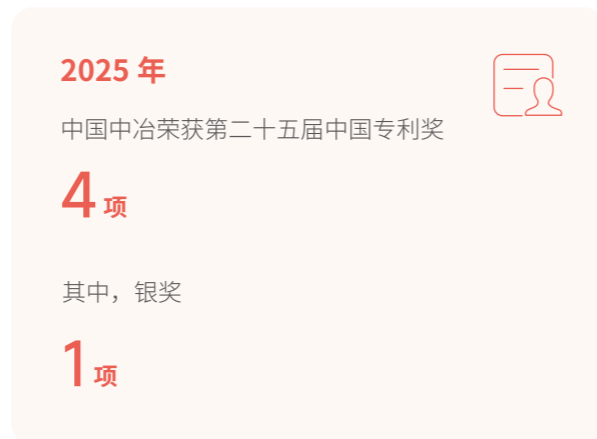 2025 年
中国中冶荣获第二十五届中国专利奖
4 项
其中，银奖
1 项